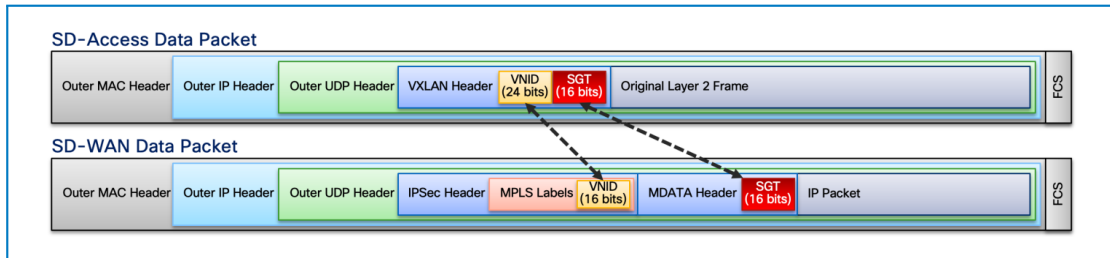 SD-Access Data Packet
Outer MAC Header Outer IP Header Outer UDP Header VXLAN Header VNID (24 bits) SGT (16 bits) Original Layer 2 Frame FCS
SD-WAN Data Packet
Outer MAC Header Outer IP Header Outer UDP Header IPSec Header MPLS Labels VNID (16 bits) MDATA Header SGT (16 bits) IP Packet FCS